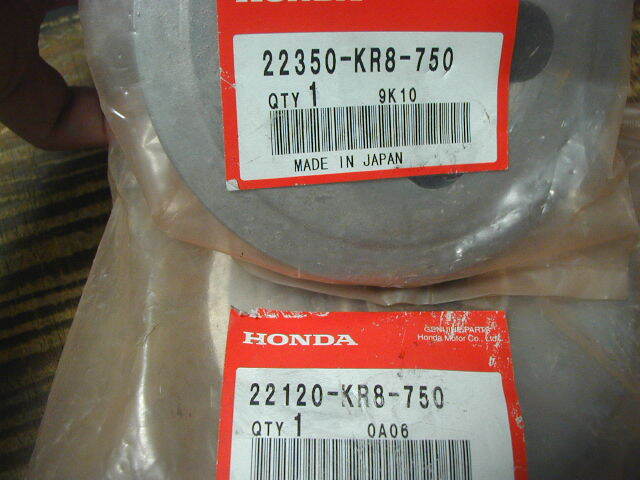 HONDA
22350-KR8-750
QTY 1 9K10
MADE IN JAPAN
HONDA
GENUINE PARTS
Honda Motor Co., Ltd.
22120-KR8-750
QTY 1 0A06